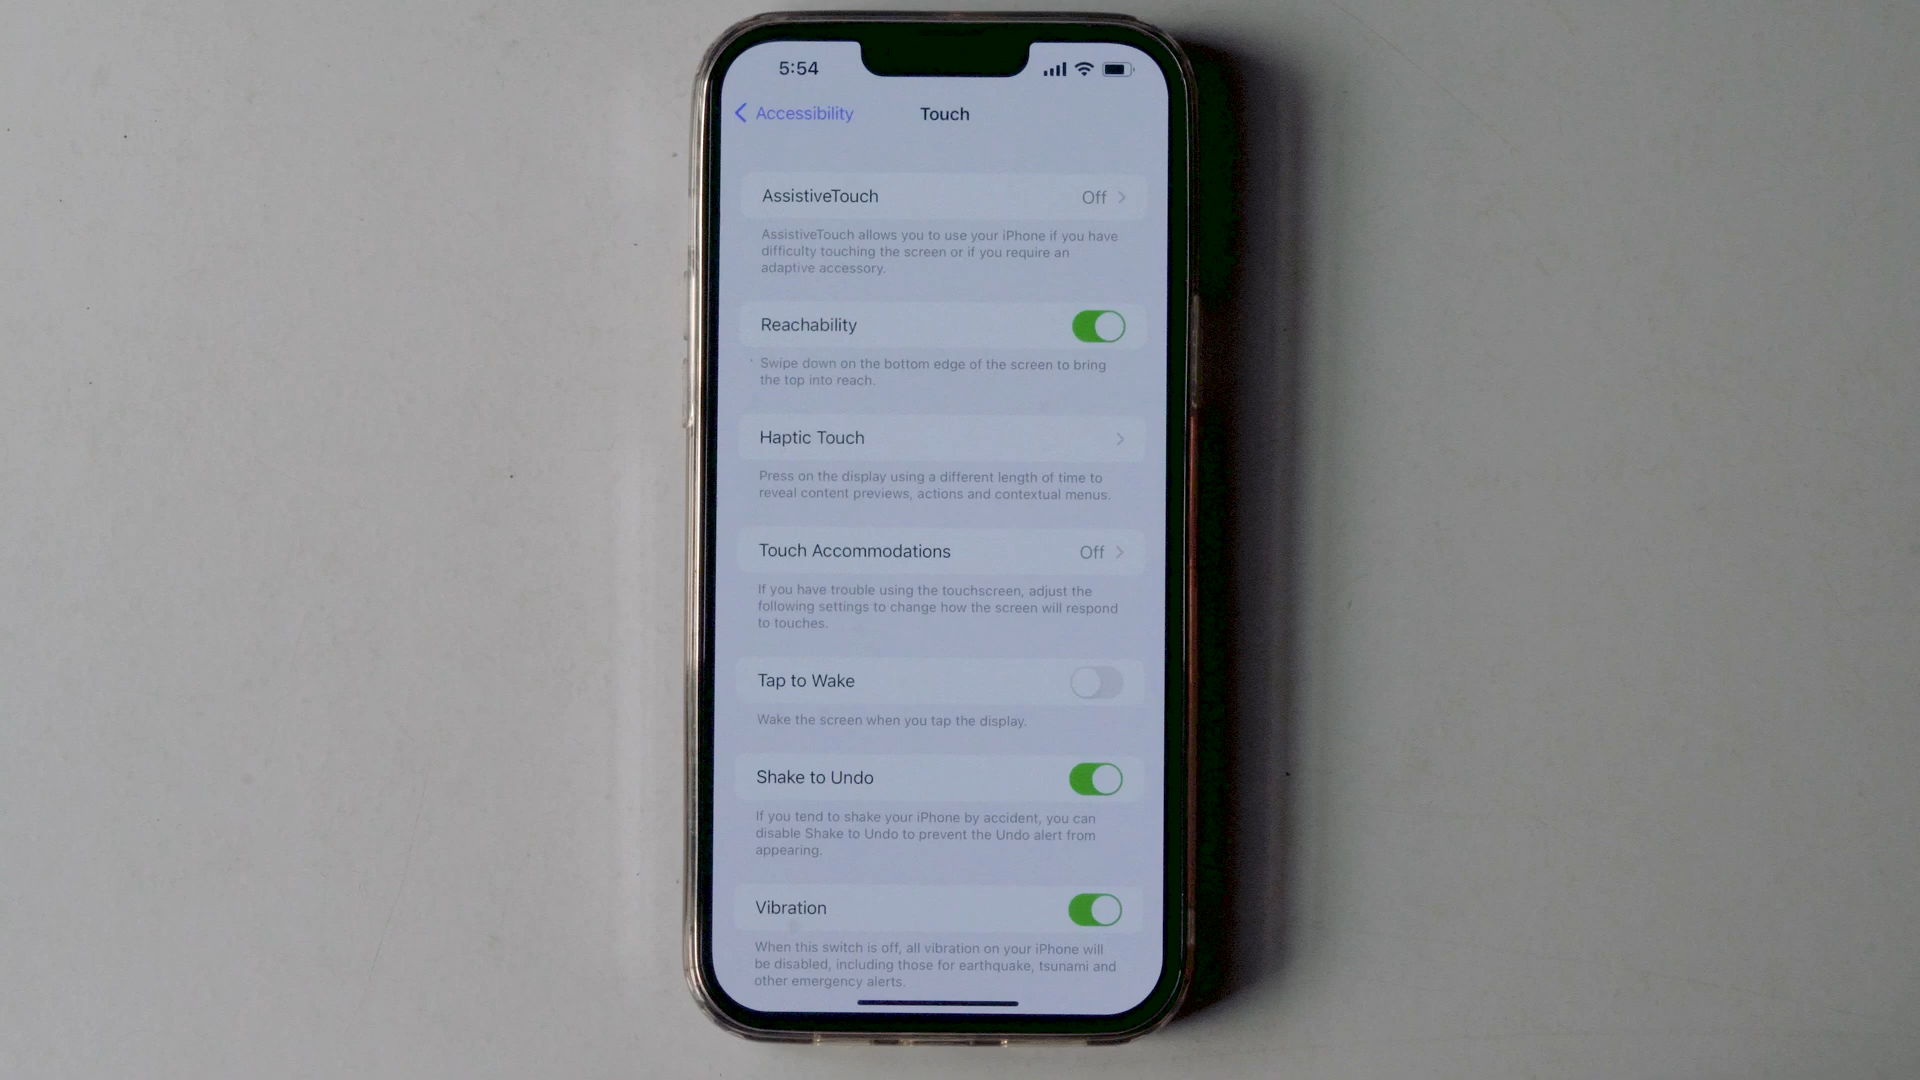 5:54
Accessibility
Touch
AssistiveTouch Off
AssistiveTouch allows you to use your iPhone if you have
difficulty touching the screen or if you require an
adaptive accessory.
Reachability
Swipe down on the bottom edge of the screen to bring
the top into reach.
Haptic Touch
Press on the display using a different length of time to
reveal content previews, actions and contextual menus.
Touch Accommodations Off
If you have trouble using the touchscreen, adjust the
following settings to change how the screen will respond
to touches.
Tap to Wake
Wake the screen when you tap the display.
Shake to Undo
If you tend to shake your iPhone by accident, you can
disable Shake to Undo to prevent the Undo alert from
appearing.
Vibration
When this switch is off, all vibration on your iPhone will
be disabled, including those for earthquake, tsunami and
other emergency alerts.